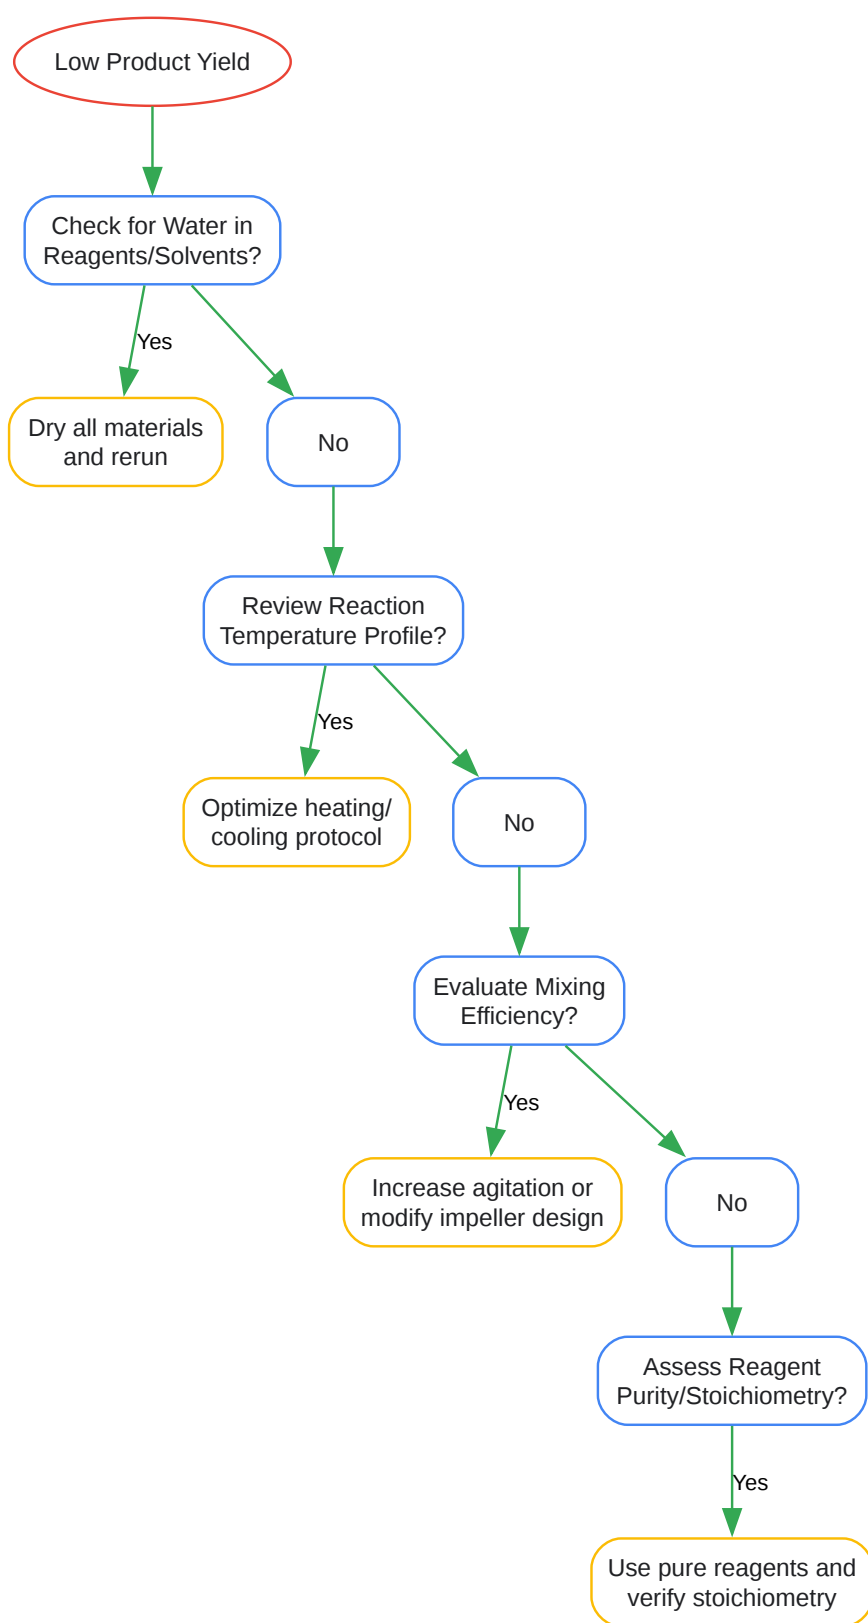 Low Product Yield
Check for Water in
Reagents/Solvents?
Yes
Dry all materials
and rerun
No
Review Reaction
Temperature Profile?
Yes
Optimize heating/
cooling protocol
No
Evaluate Mixing
Efficiency?
Yes
Increase agitation or
modify impeller design
No
Assess Reagent
Purity/Stoichiometry?
Yes
Use pure reagents and
verify stoichiometry